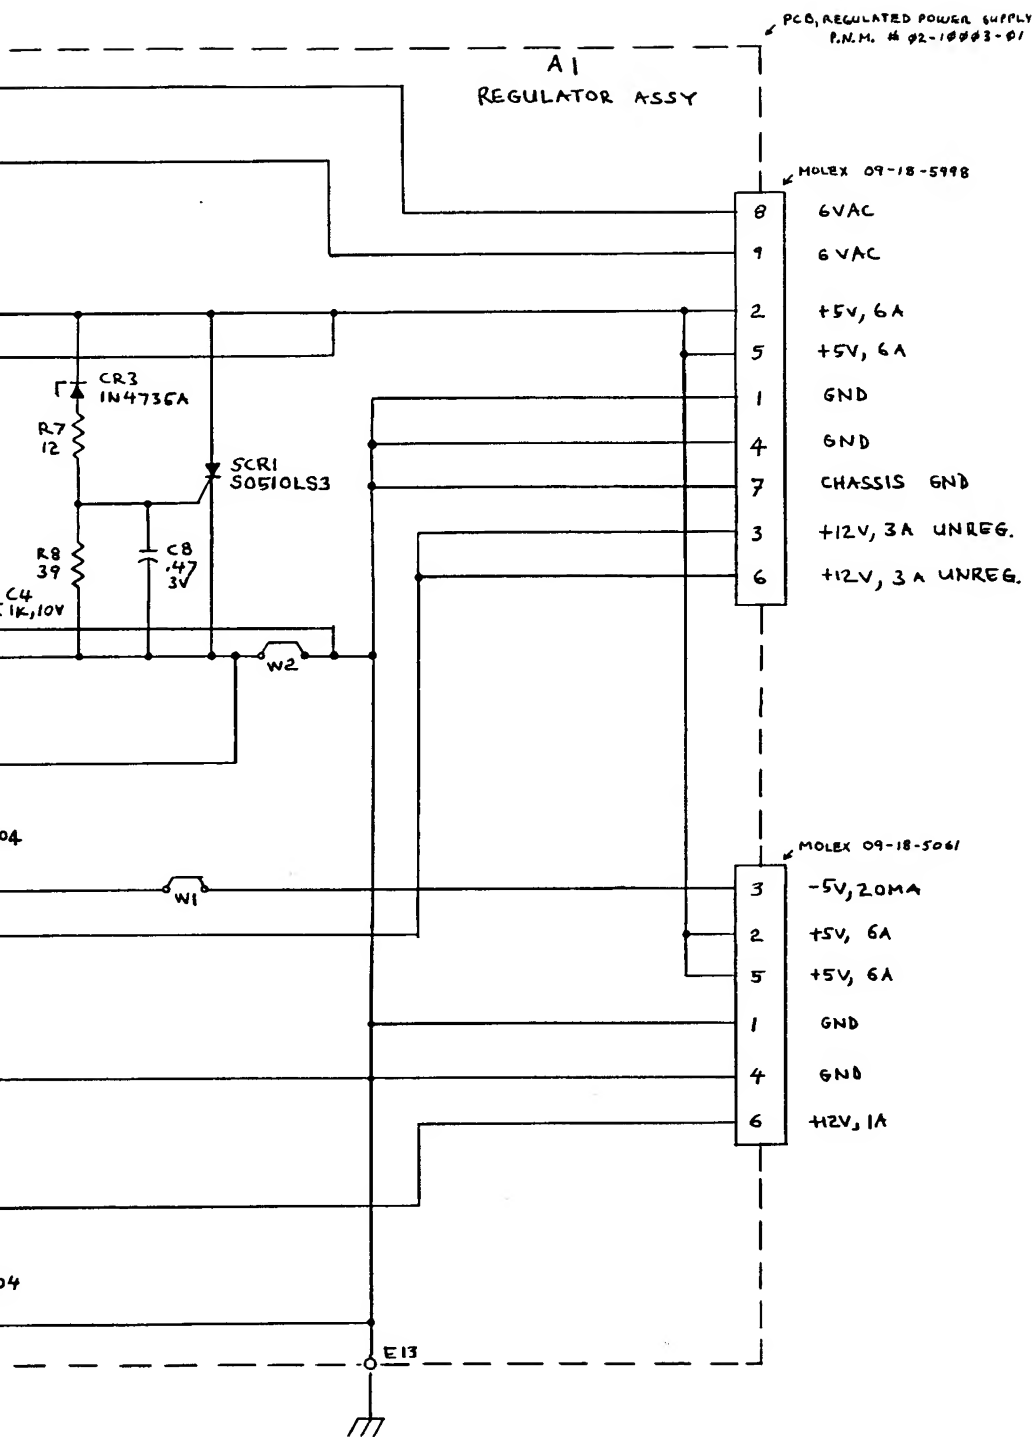 PCB, REGULATED POWER SUPPLY
P.N.M. # 02-10003-01
A1
REGULATOR ASSY
MOLEX 09-18-5998
8 6VAC
9 6VAC
2 +5V, 6A
5 +5V, 6A
1 GND
4 GND
7 CHASSIS GND
3 +12V, 3A UNREG.
6 +12V, 3A UNREG.
CR3
1N4736A
R7
12
SCR1
S0510LS3
R8
39
C8
.47
3V
C4
1K, 10V
W2
04
W1
MOLEX 09-18-5061
3 -5V, 20MA
2 +5V, 6A
5 +5V, 6A
1 GND
4 GND
6 +12V, 1A
04
E13